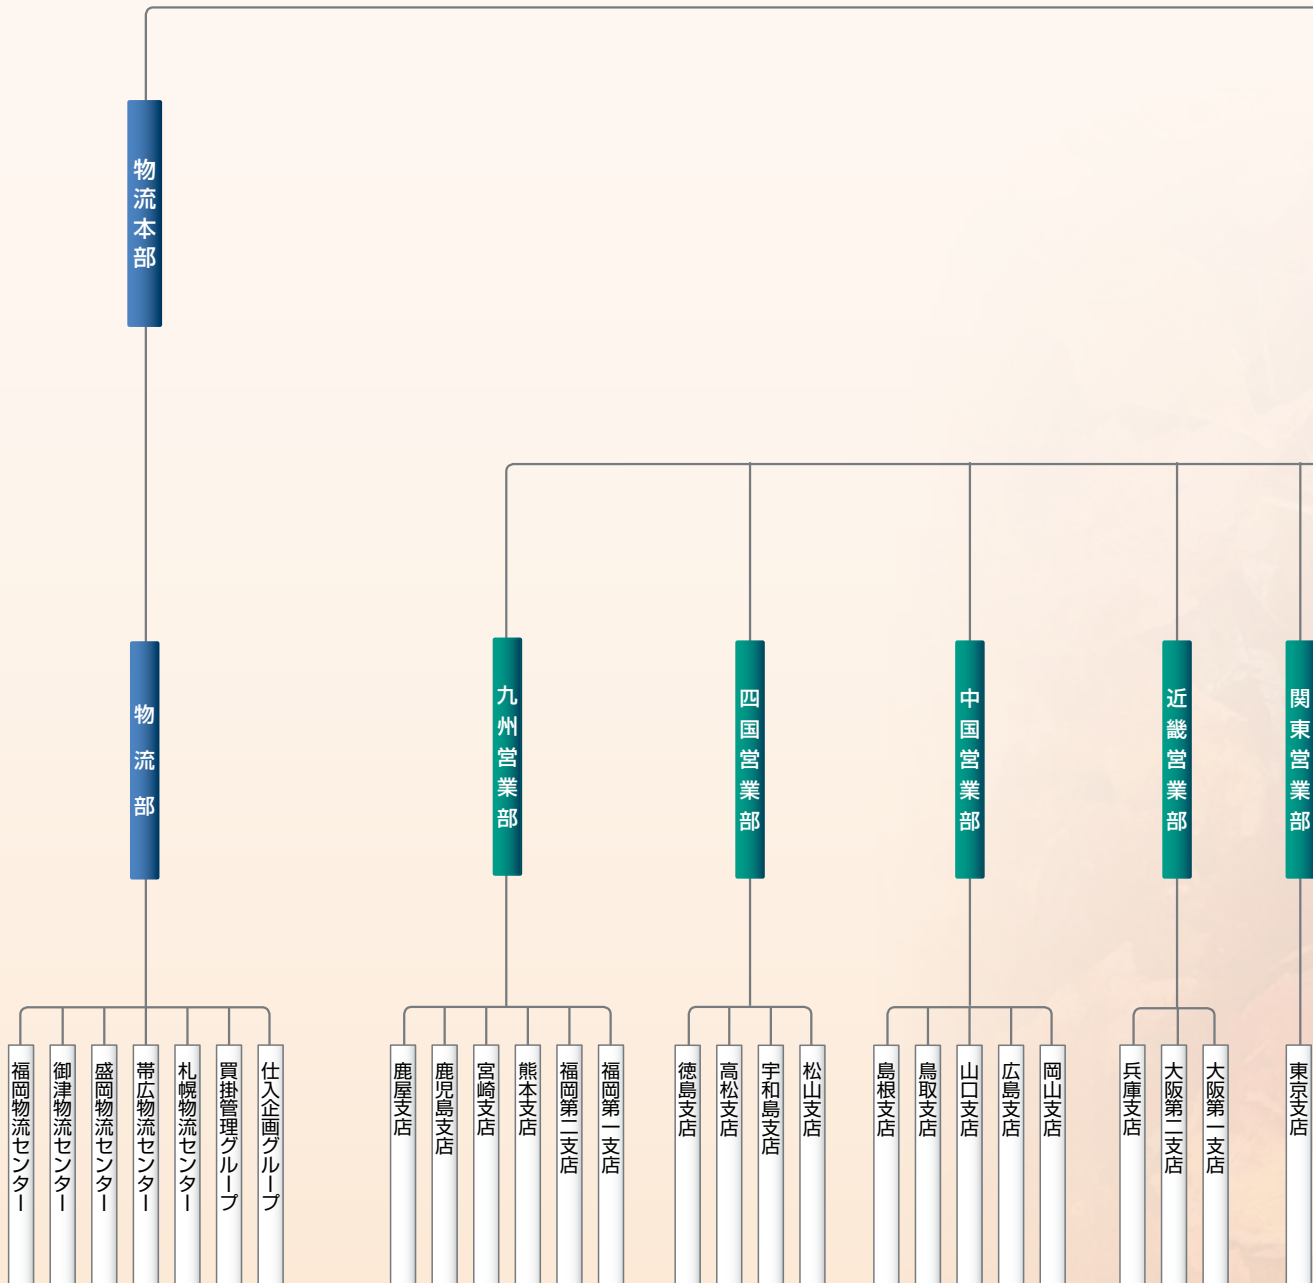 物流本部
物流部
九州営業部
四国営業部
中国営業部
近畿営業部
関東営業部
福岡物流センター
御津物流センター
盛岡物流センター
帯広物流センター
札幌物流センター
買掛管理グループ
仕入企画グループ
鹿屋支店
鹿児島支店
宮崎支店
熊本支店
福岡第二支店
福岡第一支店
徳島支店
高松支店
宇和島支店
松山支店
島根支店
鳥取支店
山口支店
広島支店
岡山支店
兵庫支店
大阪第二支店
大阪第一支店
東京支店